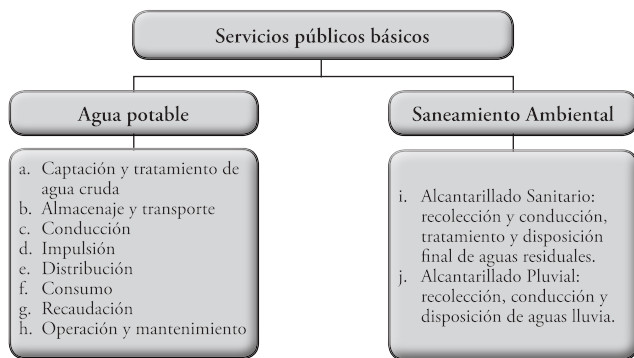 Servicios públicos básicos
Agua potable
a. Captación y tratamiento de
agua cruda
b. Almacenaje y transporte
c. Conducción
d. Impulsión
e. Distribución
f. Consumo
g. Recaudación
h. Operación y mantenimiento
Saneamiento Ambiental
i. Alcantarillado Sanitario:
recolección y conducción,
tratamiento y disposición
final de aguas residuales.
j. Alcantarillado Pluvial:
recolección, conducción y
disposición de aguas lluvia.